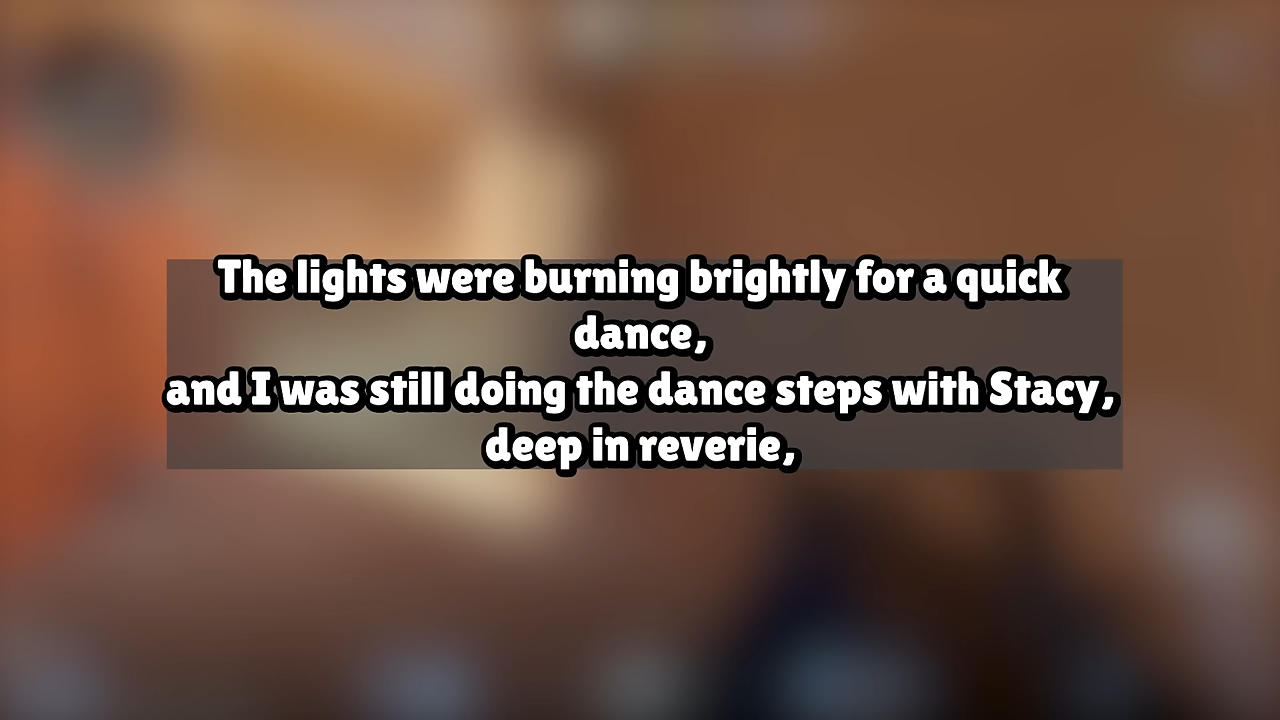 The lights were burning brightly for a quick
dance,
and I was still doing the dance steps with Stacy,
deep in reverie,